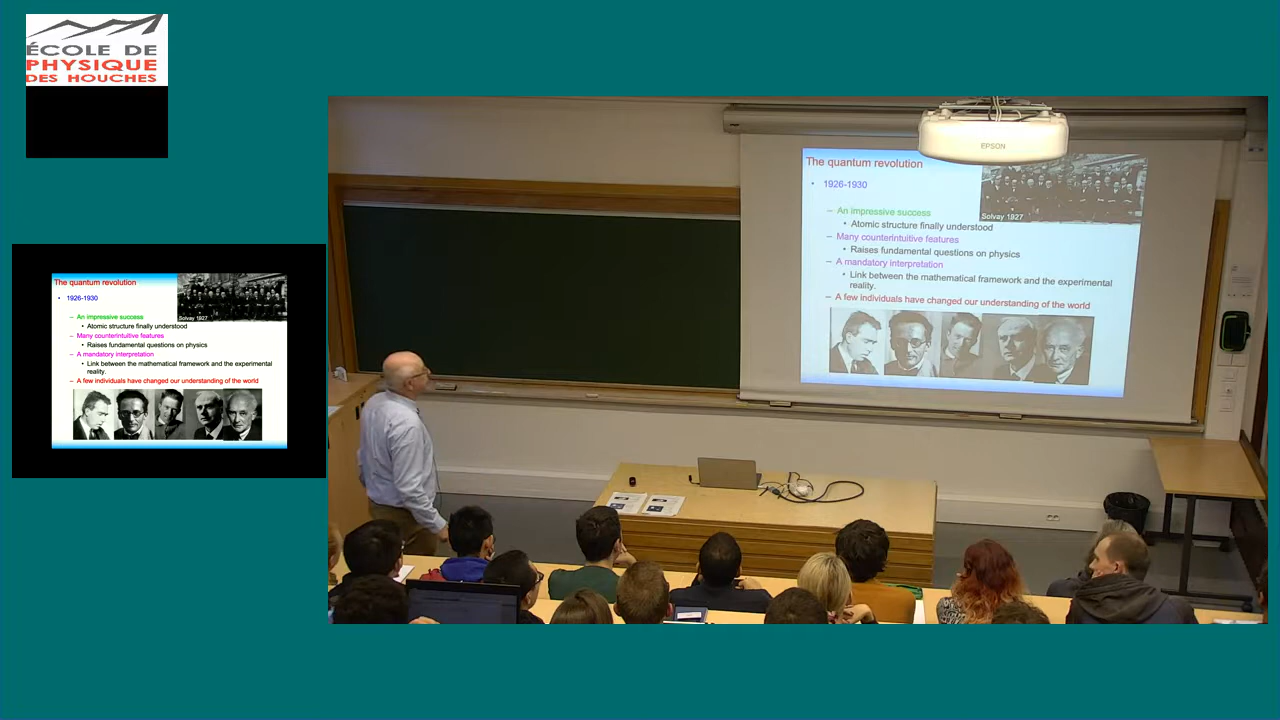 ÉCOLE DE
PHYSIQUE
DES HOUCHES
The quantum revolution
• 1926-1930
Solvay 1927
– An impressive success
• Atomic structure finally understood
– Many counterintuitive features
• Raises fundamental questions on physics
– A mandatory interpretation
• Link between the mathematical framework and the experimental
reality.
– A few individuals have changed our understanding of the world
EPSON
The quantum revolution
• 1926-1930
Solvay 1927
– An impressive success
• Atomic structure finally understood
– Many counterintuitive features
• Raises fundamental questions on physics
– A mandatory interpretation
• Link between the mathematical framework and the experimental
reality.
– A few individuals have changed our understanding of the world